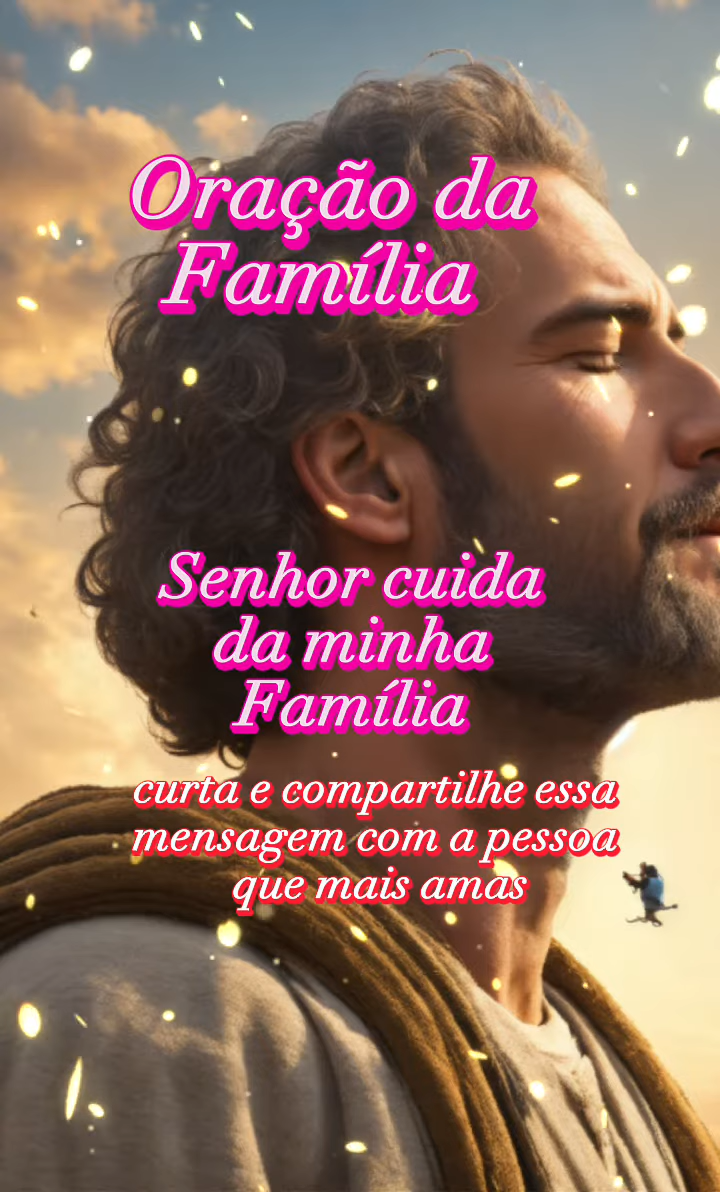 Oração da
Família
Senhor cuida
da minha
Família
curta e compartilhe essa
mensagem com a pessoa
que mais amas